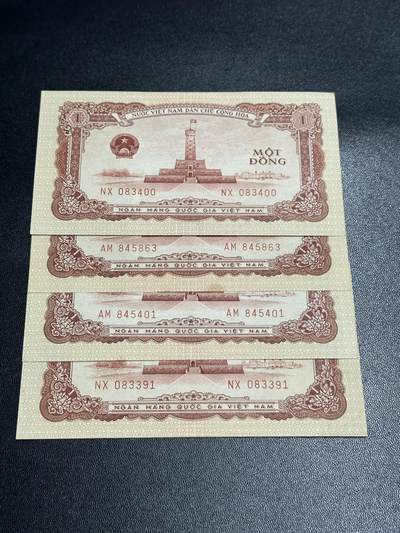 NƯỚC VIỆT NAM DÂN CHỦ CỘNG HÒA
1 1
MỘT
ĐỒNG
NX 083400 NX 083400
NGÂN HÀNG QUỐC GIA VIỆT NAM
AM 845863 AM 845863
NGÂN HÀNG QUỐC GIA VIỆT NAM
AM 845401 AM 845401
NGÂN HÀNG QUỐC GIA VIỆT NAM
NX 083391 NX 083391
NGÂN HÀNG QUỐC GIA VIỆT NAM